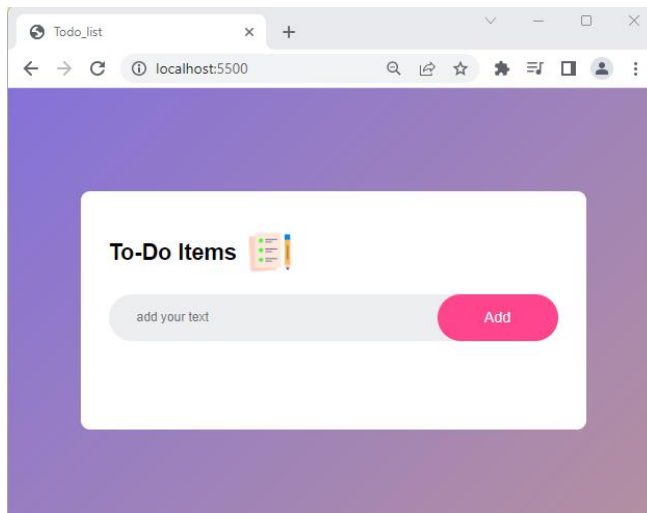 Todo_list
localhost:5500
To-Do Items
add your text
Add